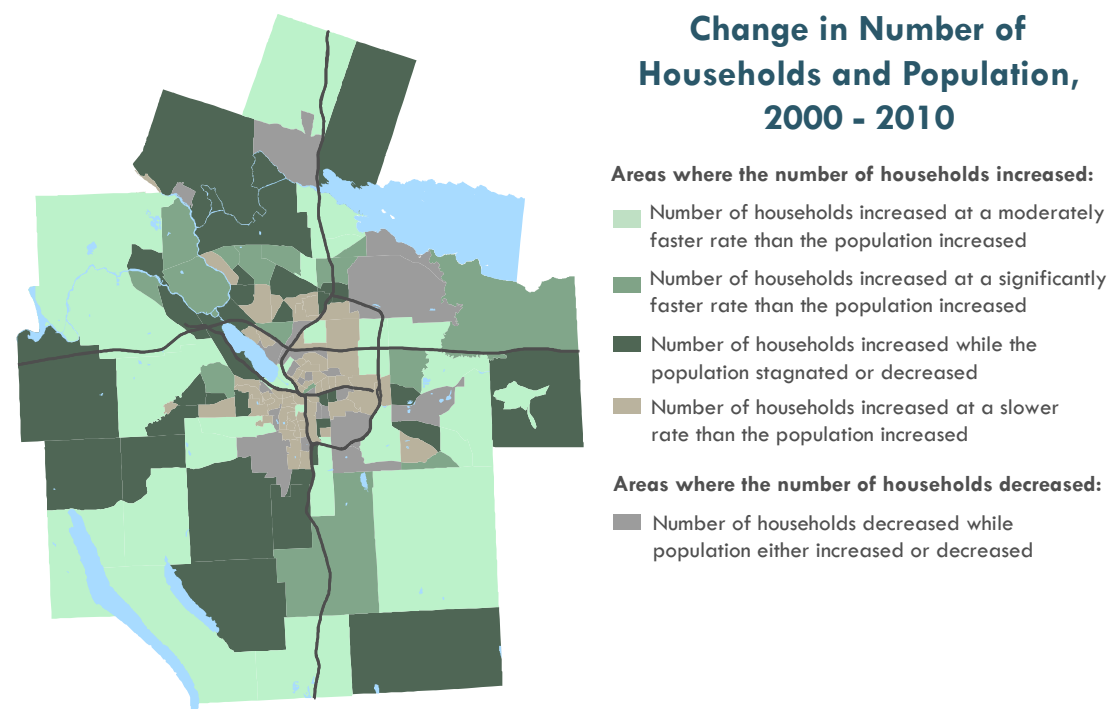 Change in Number of
Households and Population,
2000 - 2010
Areas where the number of households increased:
Number of households increased at a moderately
faster rate than the population increased
Number of households increased at a significantly
faster rate than the population increased
Number of households increased while the
population stagnated or decreased
Number of households increased at a slower
rate than the population increased
Areas where the number of households decreased:
Number of households decreased while
population either increased or decreased